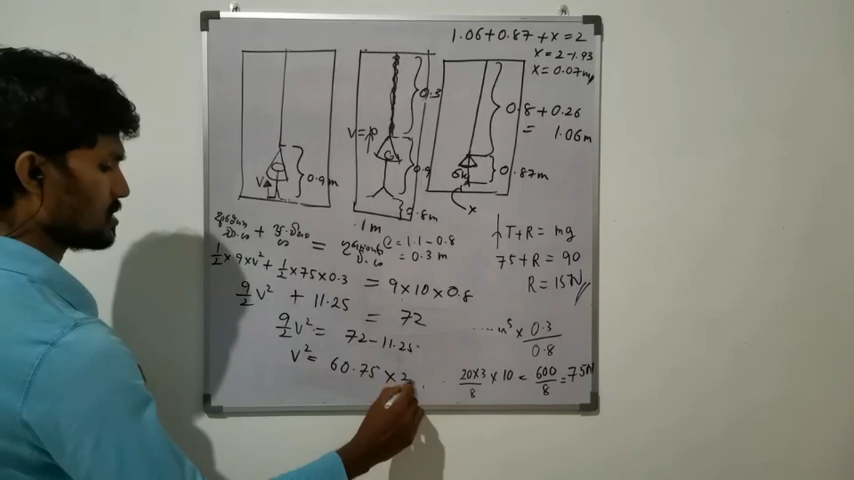 1.06+0.87+x=2
x=2-1.93
x=0.07m
0.8+0.26
= 1.06m
0.3
V=0
0.9
0.8m
V
0.9m
6kg
0.87m
x
1m
e=1.1-0.8
= 0.3 m
+ =
1/2×9×v²+1/2×75×0.3 = 9×10×0.8
9/2 v² + 11.25 = 72
9/2 v² = 72-11.25
v² = 60.75×2
↑T+R=mg
75+R=90
R=15N
×0.3/0.8
20×3/8 ×10 = 600/8 = 75N